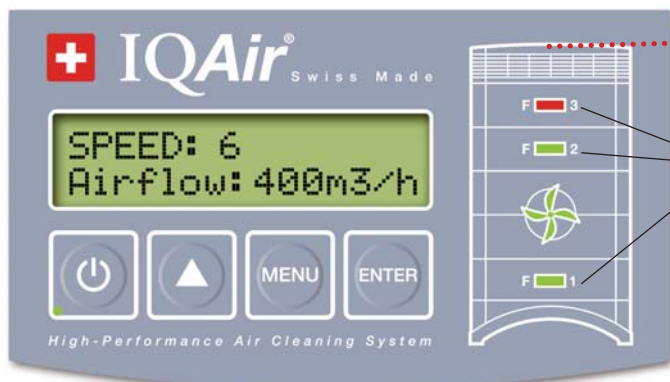 IQAir®
Swiss Made
SPEED: 6
Airflow: 400m3/h
MENU
ENTER
High-Performance Air Cleaning System
F 3
F 2
F 1